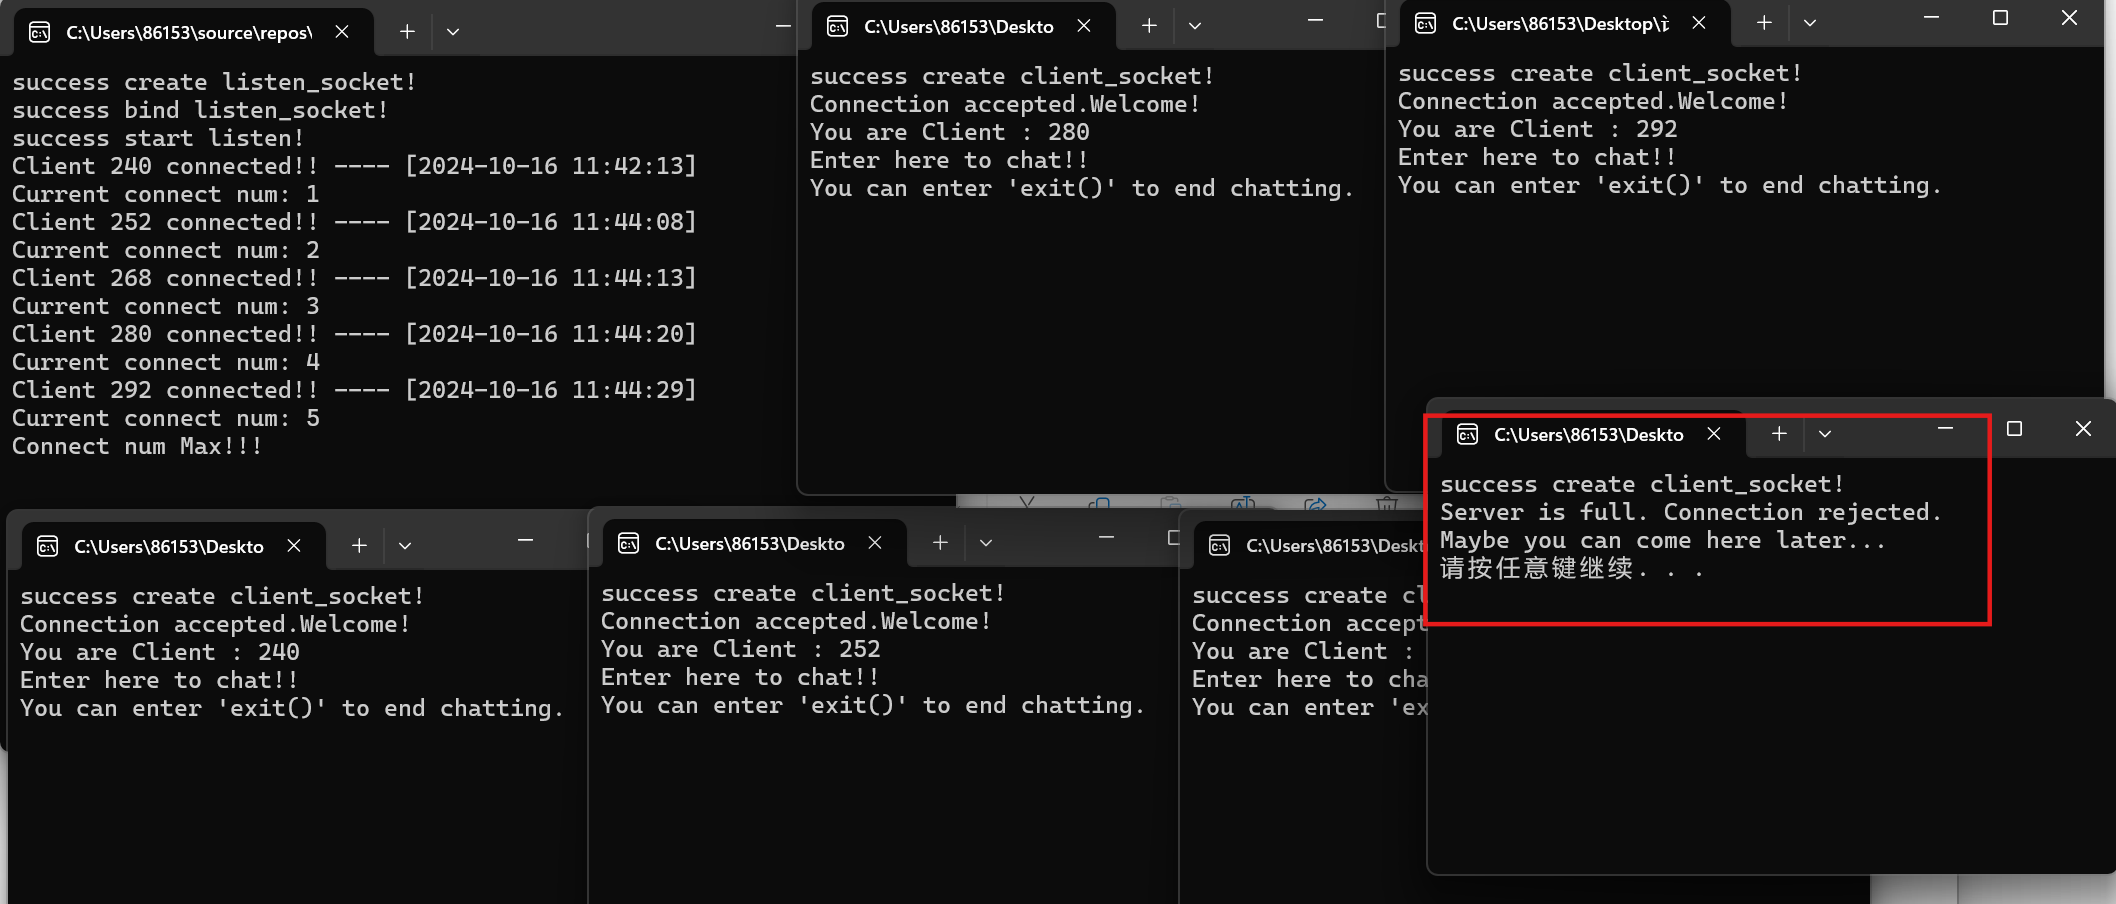 C:\Users\86153\source\repos\
success create listen_socket!
success bind listen_socket!
success start listen!
Client 240 connected!! ---- [2024-10-16 11:42:13]
Current connect num: 1
Client 252 connected!! ---- [2024-10-16 11:44:08]
Current connect num: 2
Client 268 connected!! ---- [2024-10-16 11:44:13]
Current connect num: 3
Client 280 connected!! ---- [2024-10-16 11:44:20]
Current connect num: 4
Client 292 connected!! ---- [2024-10-16 11:44:29]
Current connect num: 5
Connect num Max!!!
C:\Users\86153\Deskto
success create client_socket!
Connection accepted.Welcome!
You are Client : 280
Enter here to chat!!
You can enter 'exit()' to end chatting.
C:\Users\86153\Desktop\
success create client_socket!
Connection accepted.Welcome!
You are Client : 292
Enter here to chat!!
You can enter 'exit()' to end chatting.
C:\Users\86153\Deskto
success create client_socket!
Connection accepted.Welcome!
You are Client : 240
Enter here to chat!!
You can enter 'exit()' to end chatting.
C:\Users\86153\Deskto
success create client_socket!
Connection accepted.Welcome!
You are Client : 252
Enter here to chat!!
You can enter 'exit()' to end chatting.
C:\Users\86153\Deskt
success create cl
Connection accept
You are Client :
Enter here to cha
You can enter 'ex
C:\Users\86153\Deskto
success create client_socket!
Server is full. Connection rejected.
Maybe you can come here later...
请按任意键继续. . .